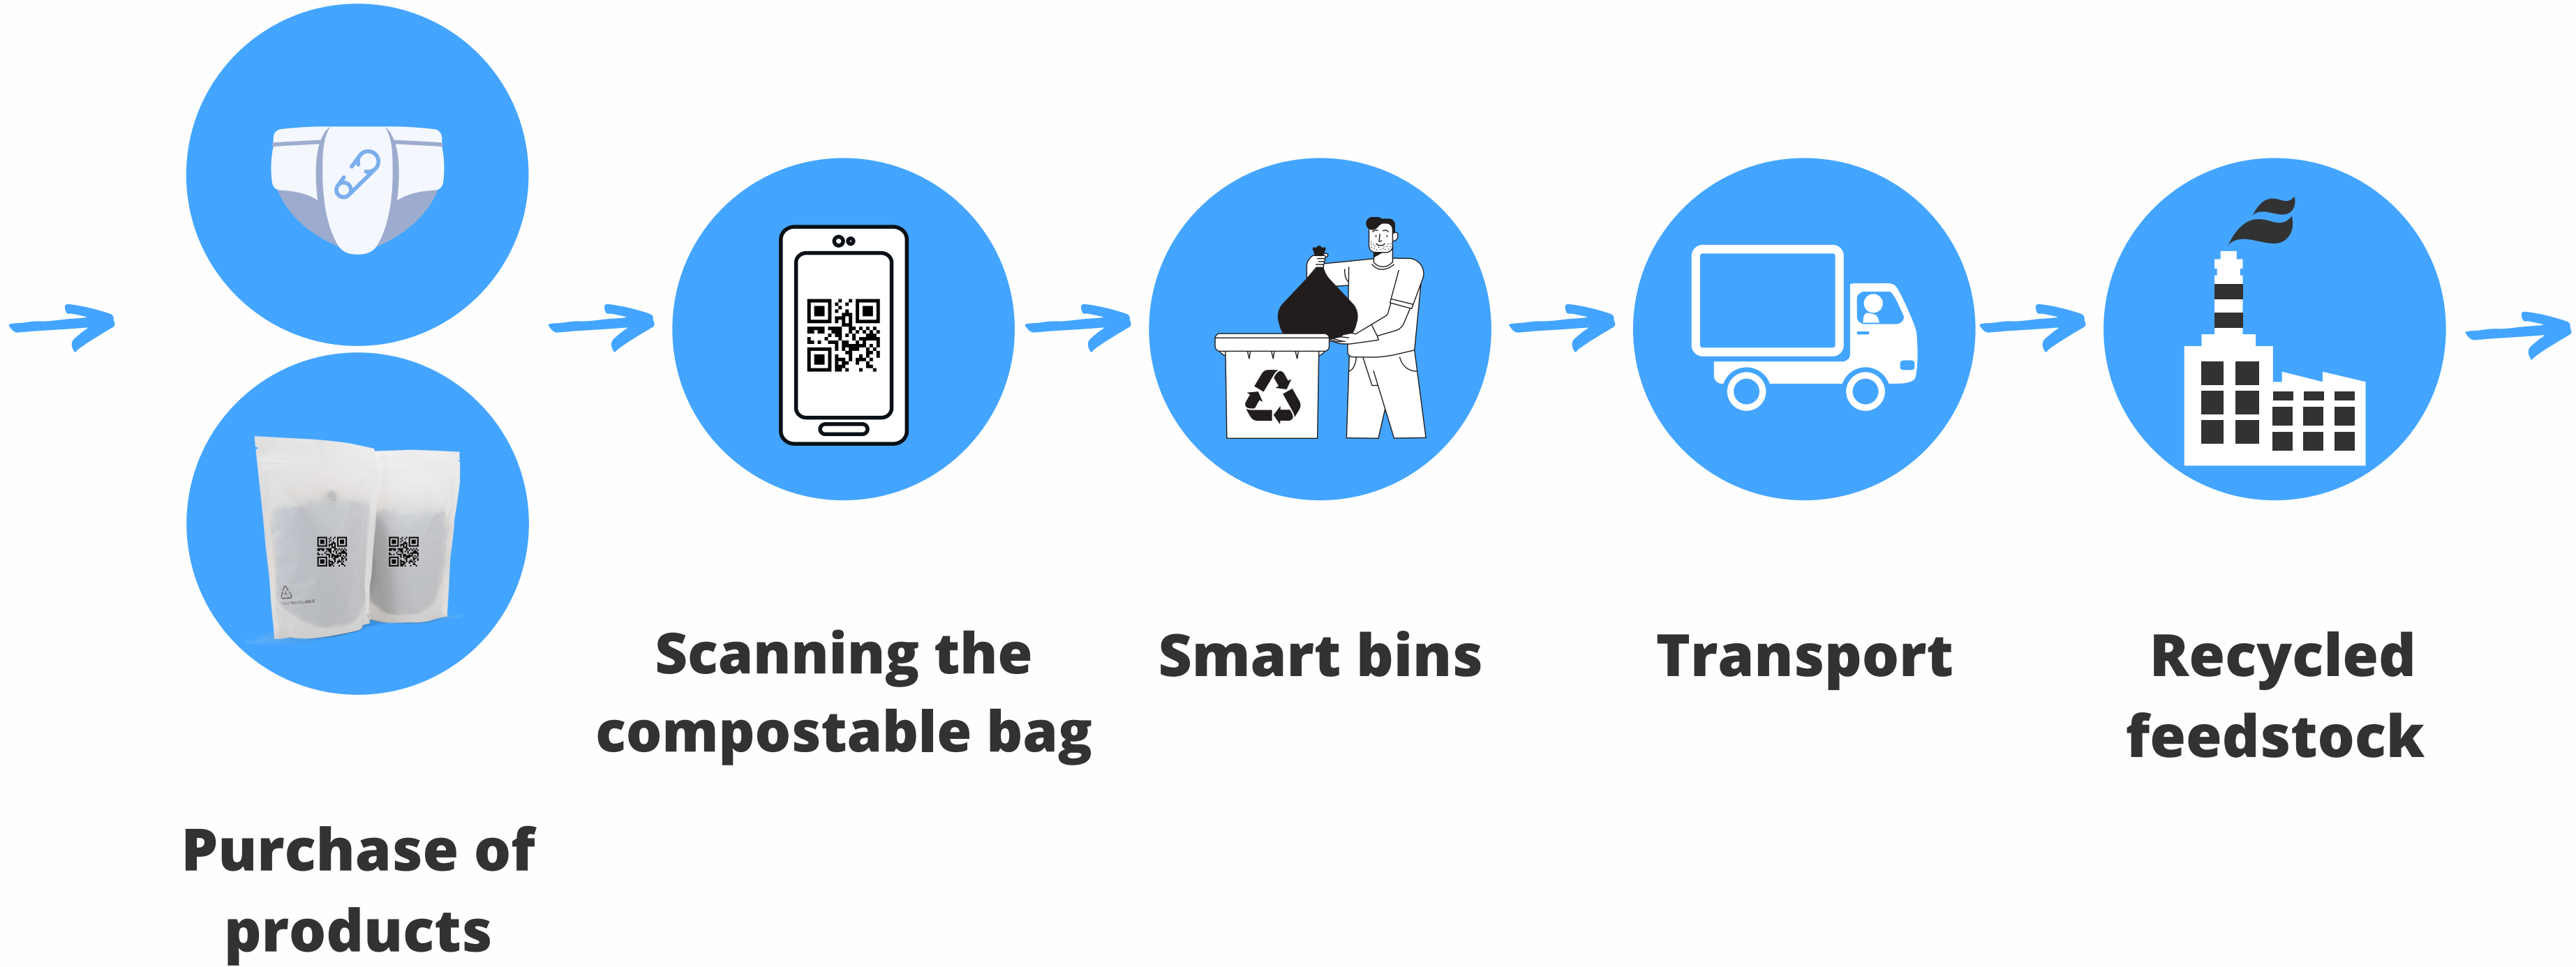 Purchase of
products
Scanning the
compostable bag
Smart bins
Transport
Recycled
feedstock